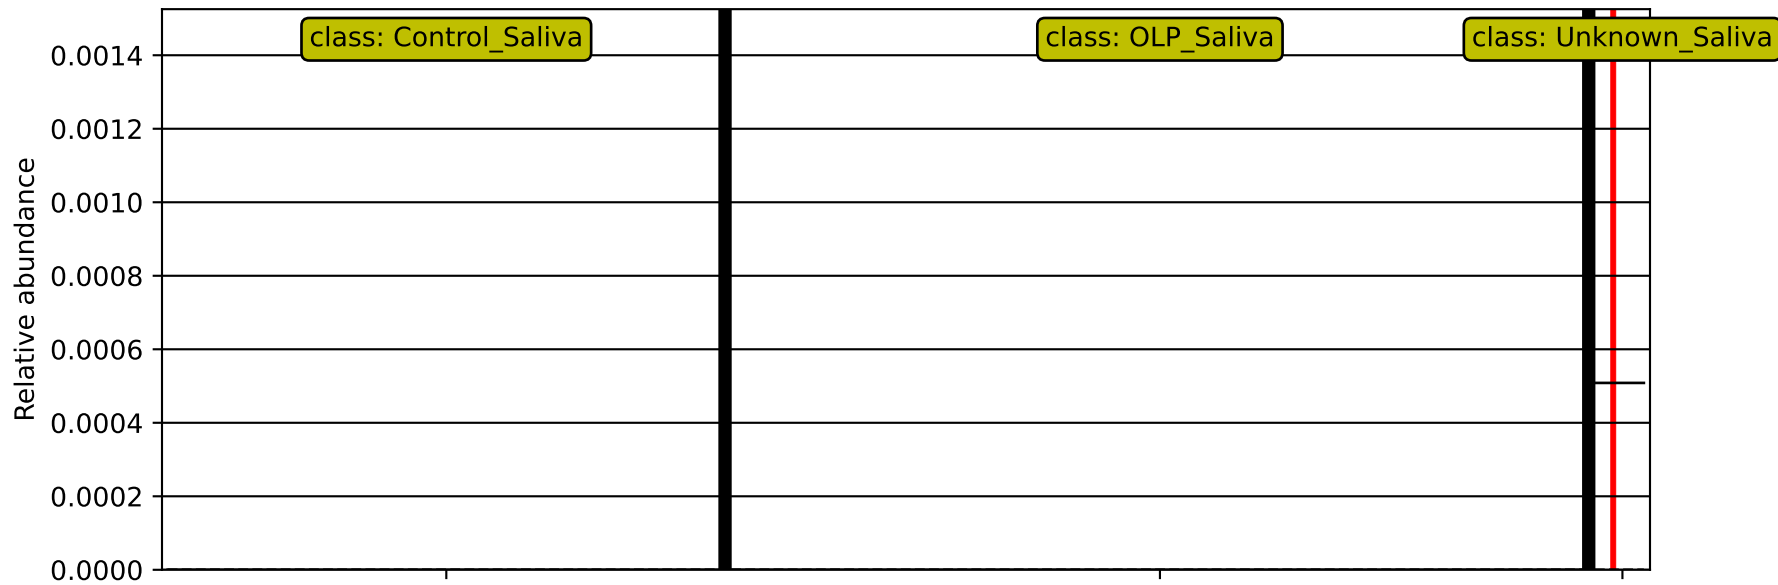 class: Control_Saliva
class: OLP_Saliva
class: Unknown_Saliva
Relative abundance
0.0014
0.0012
0.0010
0.0008
0.0006
0.0004
0.0002
0.0000